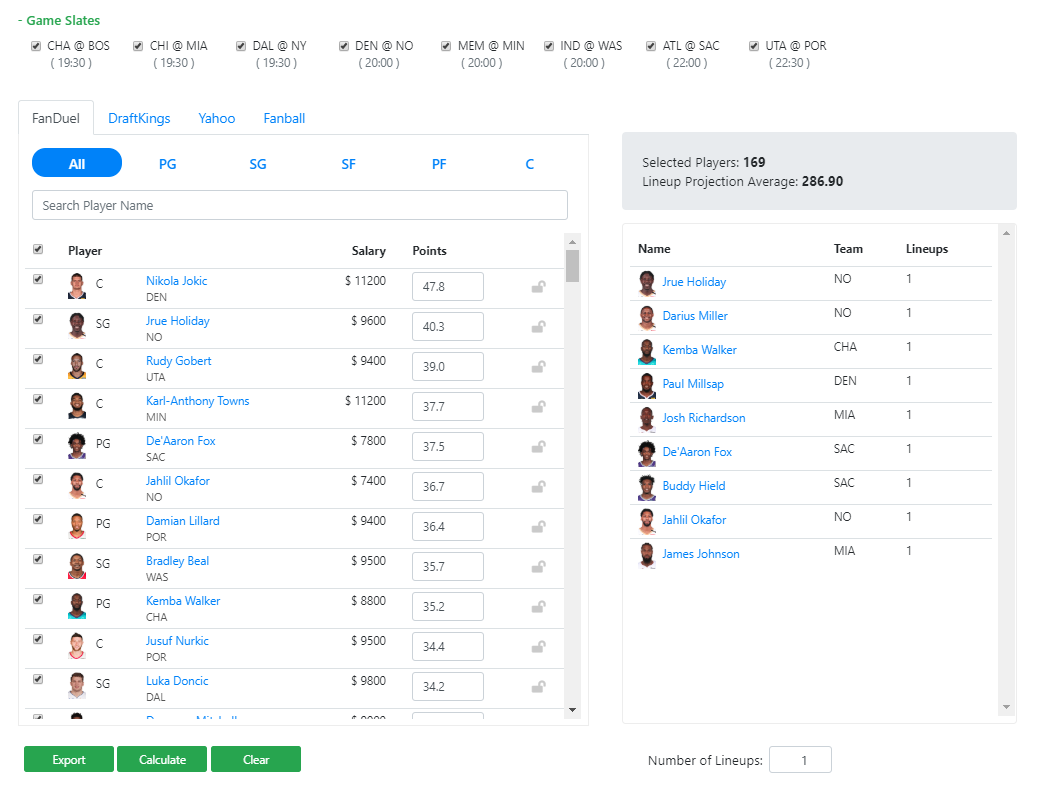 - Game Slates
CHA @ BOS CHI @ MIA DAL @ NY DEN @ NO MEM @ MIN IND @ WAS ATL @ SAC UTA @ POR
( 19:30 ) ( 19:30 ) ( 19:30 ) ( 20:00 ) ( 20:00 ) ( 20:00 ) ( 22:00 ) ( 22:30 )
FanDuel DraftKings Yahoo Fanball
All PG SG SF PF C
Search Player Name
Player Salary Points
C Nikola Jokic $ 11200 47.8
DEN
SG Jrue Holiday $ 9600 40.3
NO
C Rudy Gobert $ 9400 39.0
UTA
C Karl-Anthony Towns $ 11200 37.7
MIN
PG De'Aaron Fox $ 7800 37.5
SAC
C Jahlil Okafor $ 7400 36.7
NO
PG Damian Lillard $ 9400 36.4
POR
SG Bradley Beal $ 9500 35.7
WAS
PG Kemba Walker $ 8800 35.2
CHA
C Jusuf Nurkic $ 9500 34.4
POR
SG Luka Doncic $ 9800 34.2
DAL
Export Calculate Clear
Selected Players: 169
Lineup Projection Average: 286.90
Name Team Lineups
Jrue Holiday NO 1
Darius Miller NO 1
Kemba Walker CHA 1
Paul Millsap DEN 1
Josh Richardson MIA 1
De'Aaron Fox SAC 1
Buddy Hield SAC 1
Jahlil Okafor NO 1
James Johnson MIA 1
Number of Lineups: 1